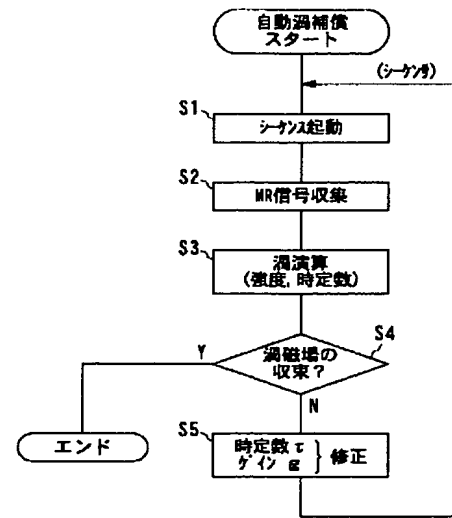 自動渦補償
スタート
(シーケンサ)
S1
シーケンス起動
S2
MR信号収集
S3
渦演算
(強度, 時定数)
S4
渦磁場の
収束?
Y
N
エンド
S5
時定数 τ
ゲイン g
} 修正